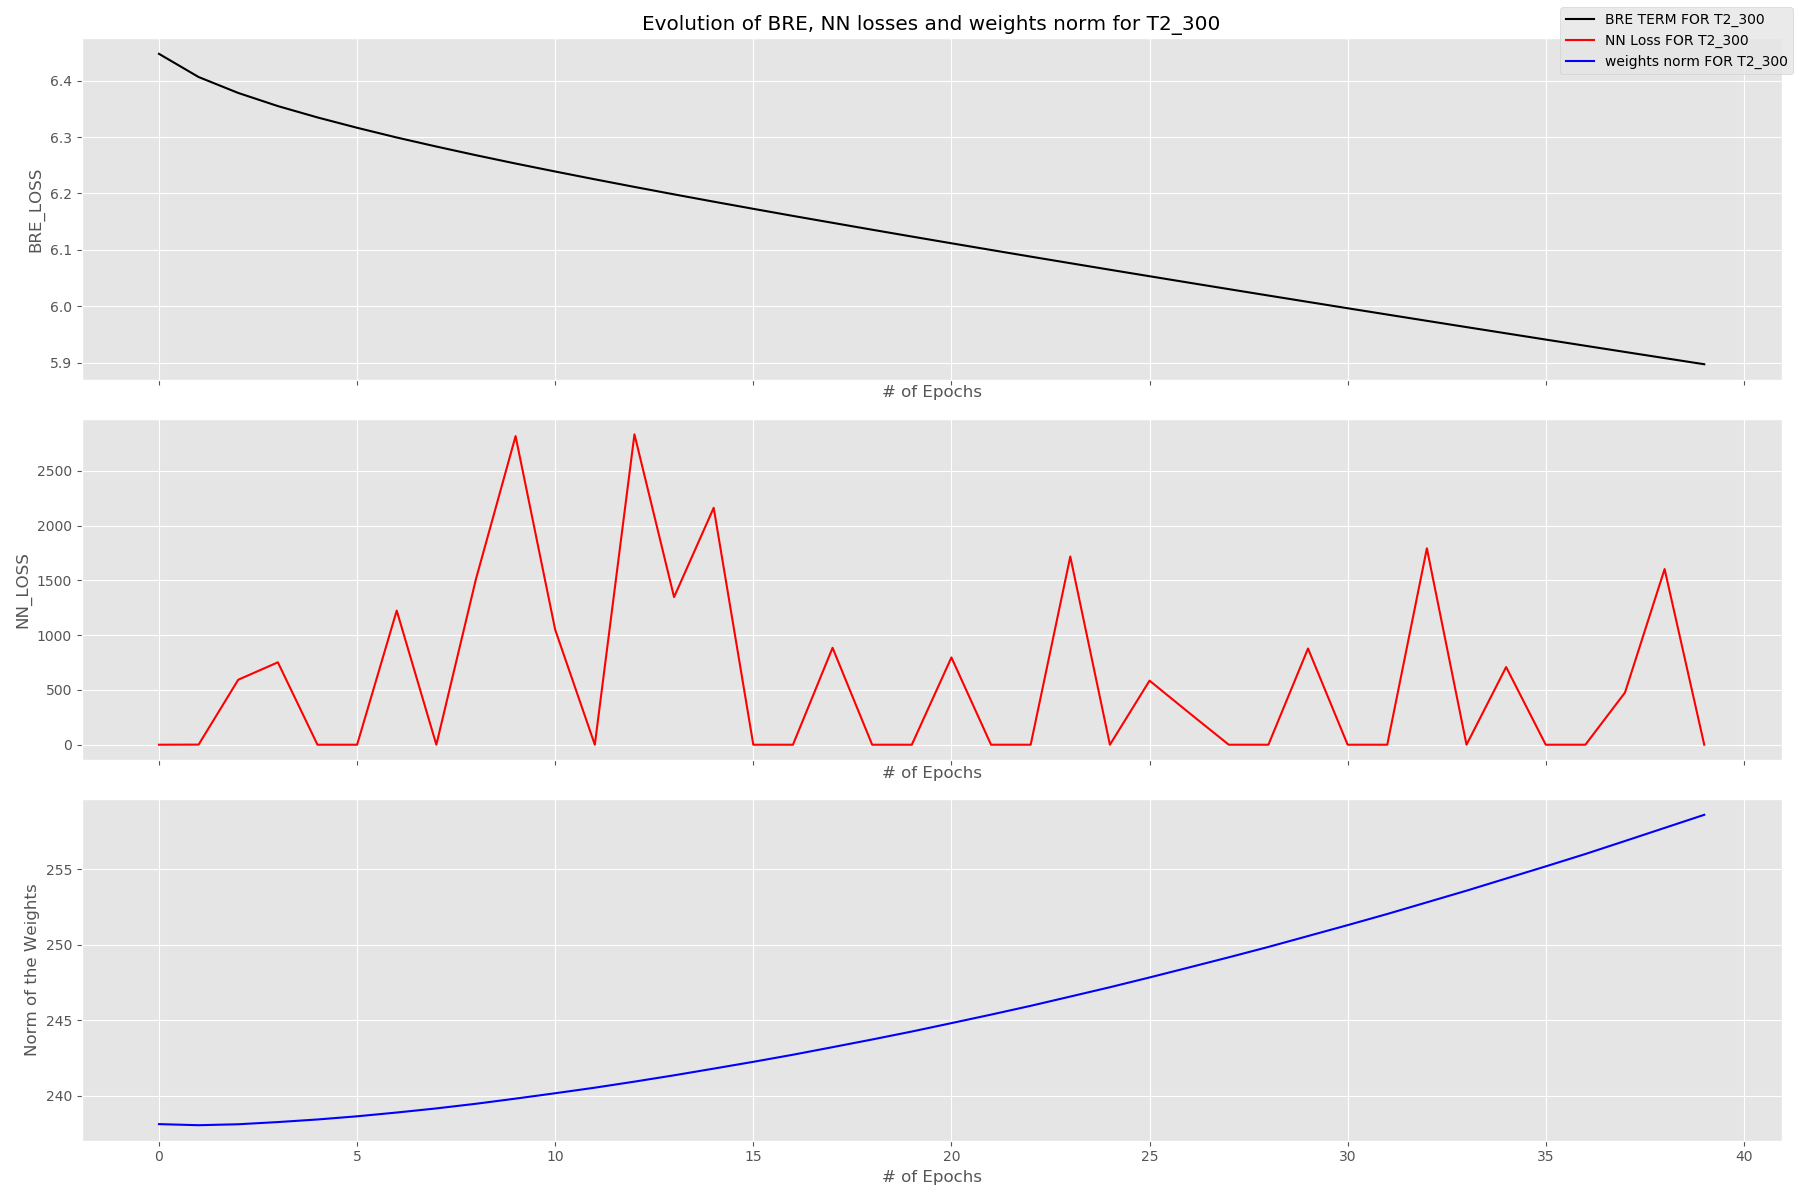 Evolution of BRE, NN losses and weights norm for T2_300
BRE TERM FOR T2_300
NN Loss FOR T2_300
weights norm FOR T2_300
BRE_LOSS
6.4
6.3
6.2
6.1
6.0
5.9
# of Epochs
NN_LOSS
2500
2000
1500
1000
500
0
# of Epochs
Norm of the Weights
255
250
245
240
0 5 10 15 20 25 30 35 40
# of Epochs